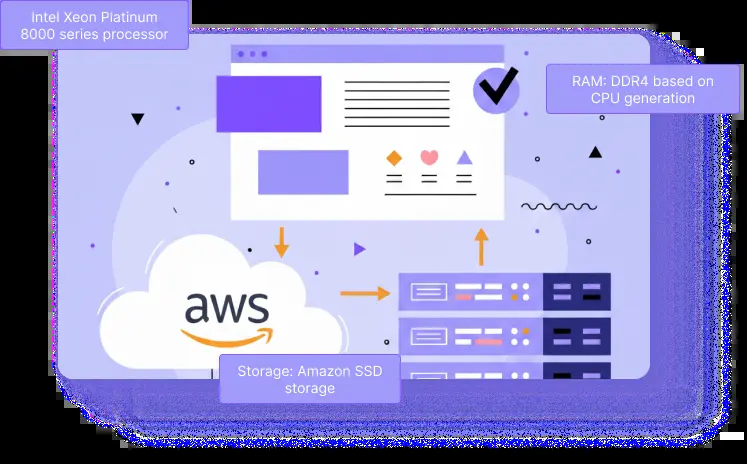 Intel Xeon Platinum
8000 series processor
RAM: DDR4 based on
CPU generation
aws
Storage: Amazon SSD
storage